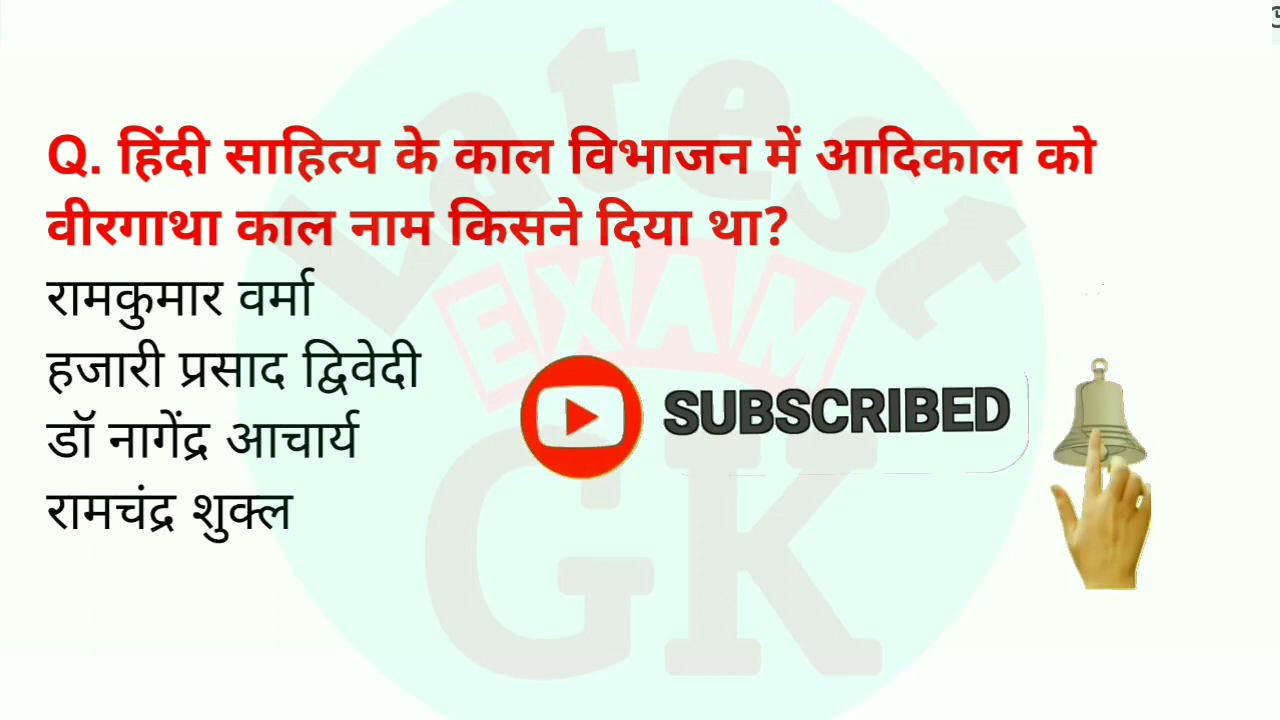 Latest
EXAM
GK
Q. हिंदी साहित्य के काल विभाजन में आदिकाल को
वीरगाथा काल नाम किसने दिया था?
रामकुमार वर्मा
हजारी प्रसाद द्विवेदी
डॉ नागेंद्र आचार्य
रामचंद्र शुक्ल
SUBSCRIBED